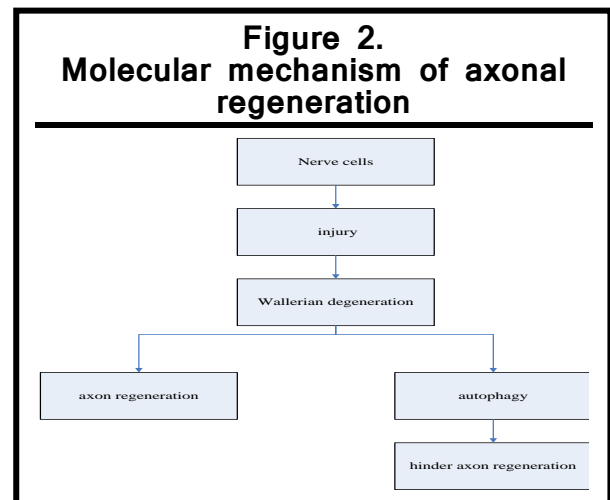 Figure 2.
Molecular mechanism of axonal
regeneration
Nerve cells
injury
Wallerian degeneration
axon regeneration
autophagy
hinder axon regeneration